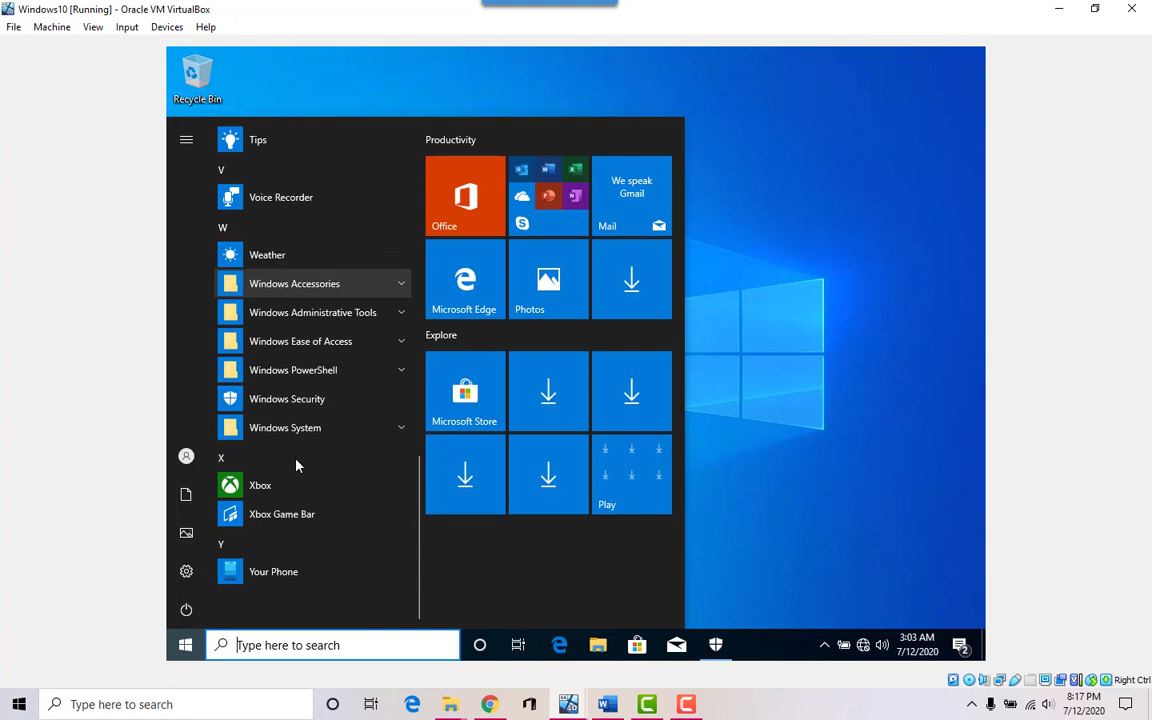 Windows10 [Running] - Oracle VM VirtualBox
File Machine View Input Devices Help
Recycle Bin
Tips
V
Voice Recorder
W
Weather
Windows Accessories
Windows Administrative Tools
Windows Ease of Access
Windows PowerShell
Windows Security
Windows System
X
Xbox
Xbox Game Bar
Y
Your Phone
Productivity
Office
We speak
Gmail
Mail
Microsoft Edge
Photos
Explore
Microsoft Store
Play
Type here to search
3:03 AM
7/12/2020
2
Right Ctrl
Type here to search
8:17 PM
7/12/2020